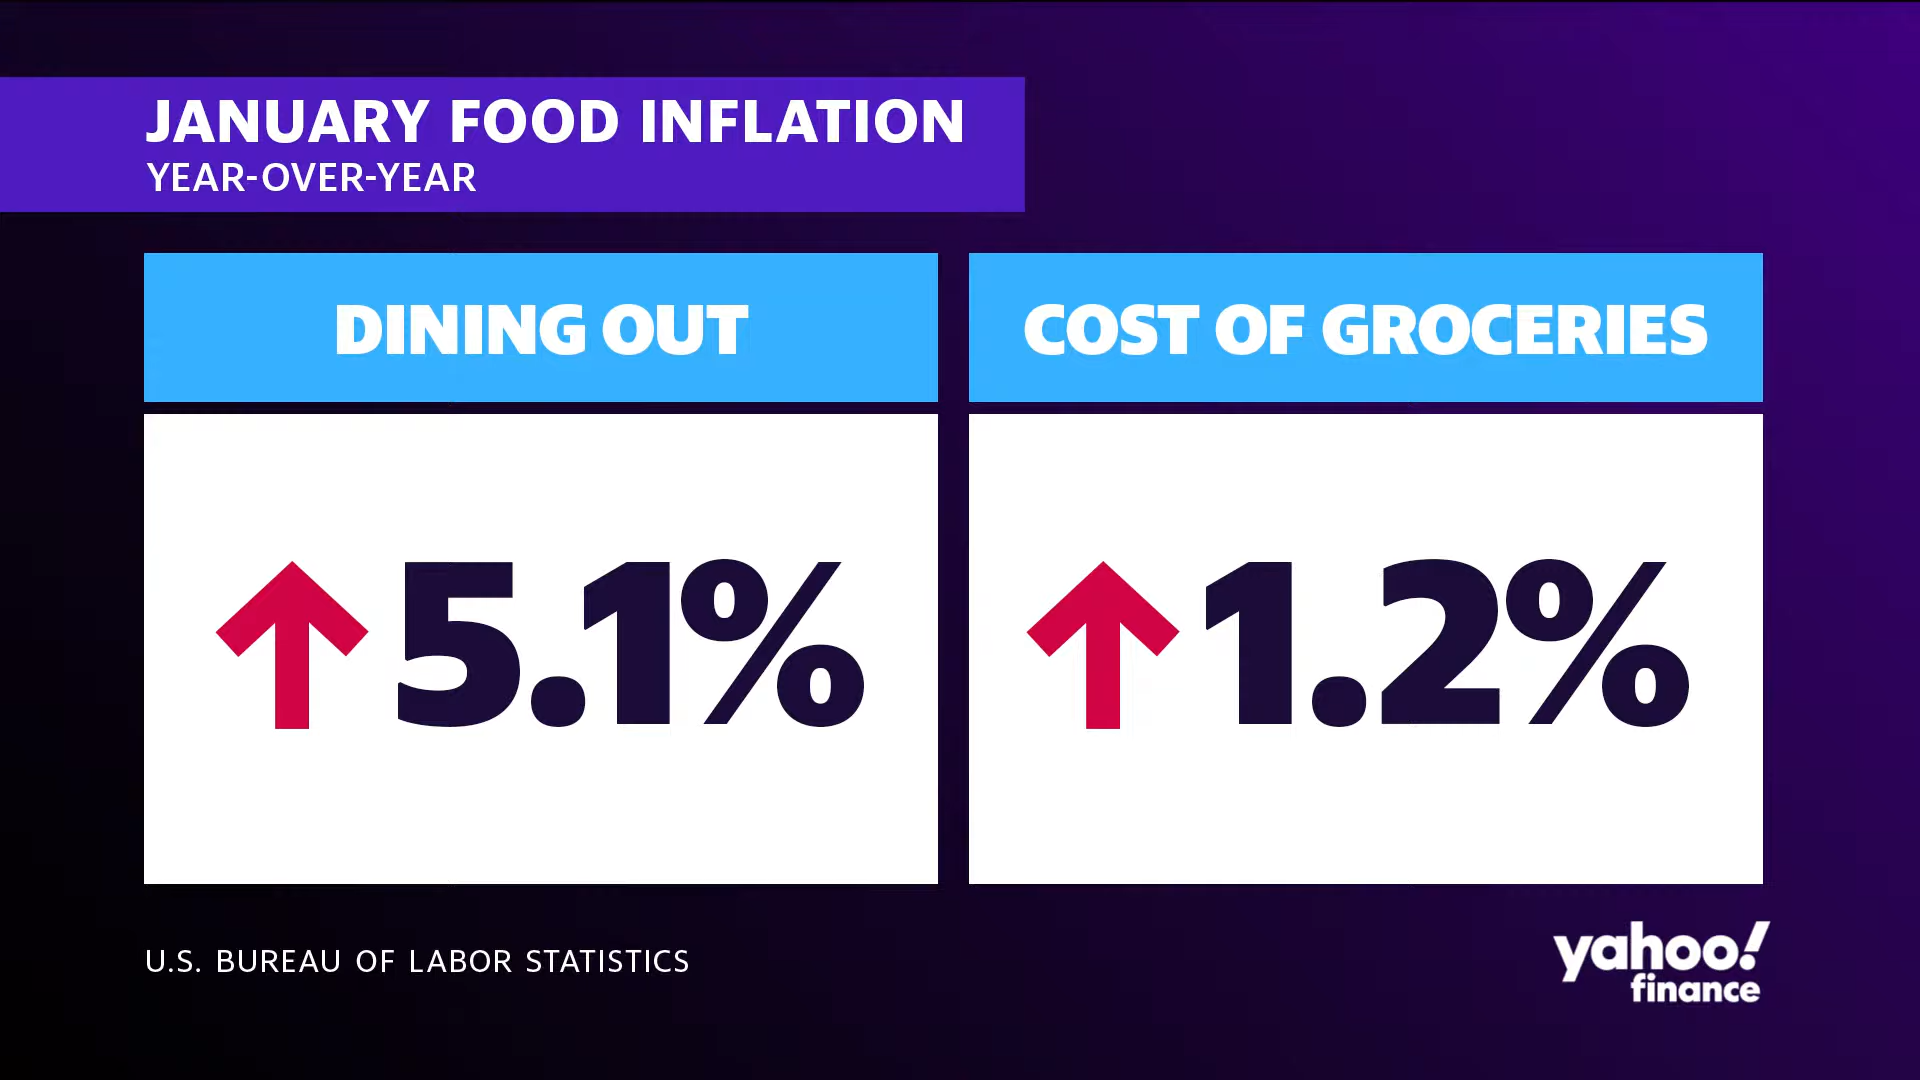 JANUARY FOOD INFLATION
YEAR-OVER-YEAR
DINING OUT
5.1%
COST OF GROCERIES
1.2%
U.S. BUREAU OF LABOR STATISTICS
yahoo!
finance